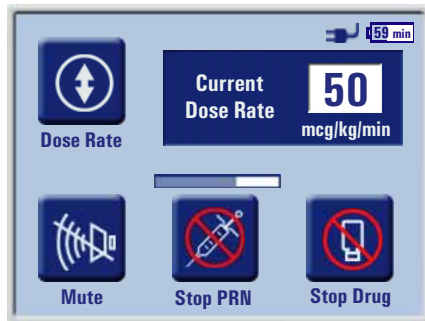 59 min
Current
Dose Rate
50
mcg/kg/min
Dose Rate
Mute
Stop PRN
Stop Drug